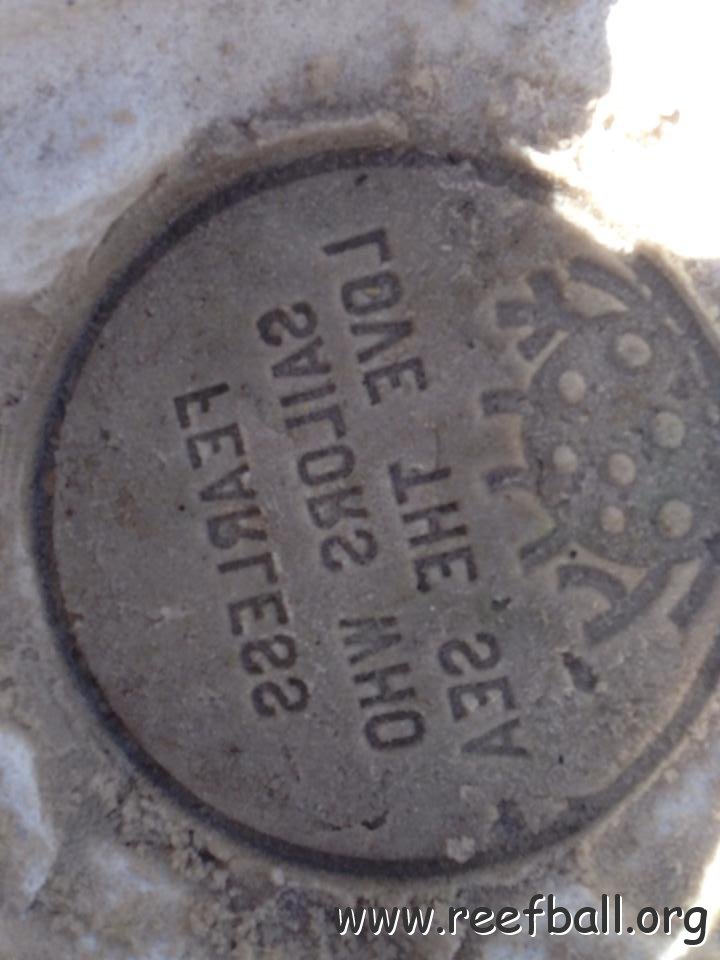 FEARLESS
SAILORS WHO
LOVE THE SEA
www.reefball.org